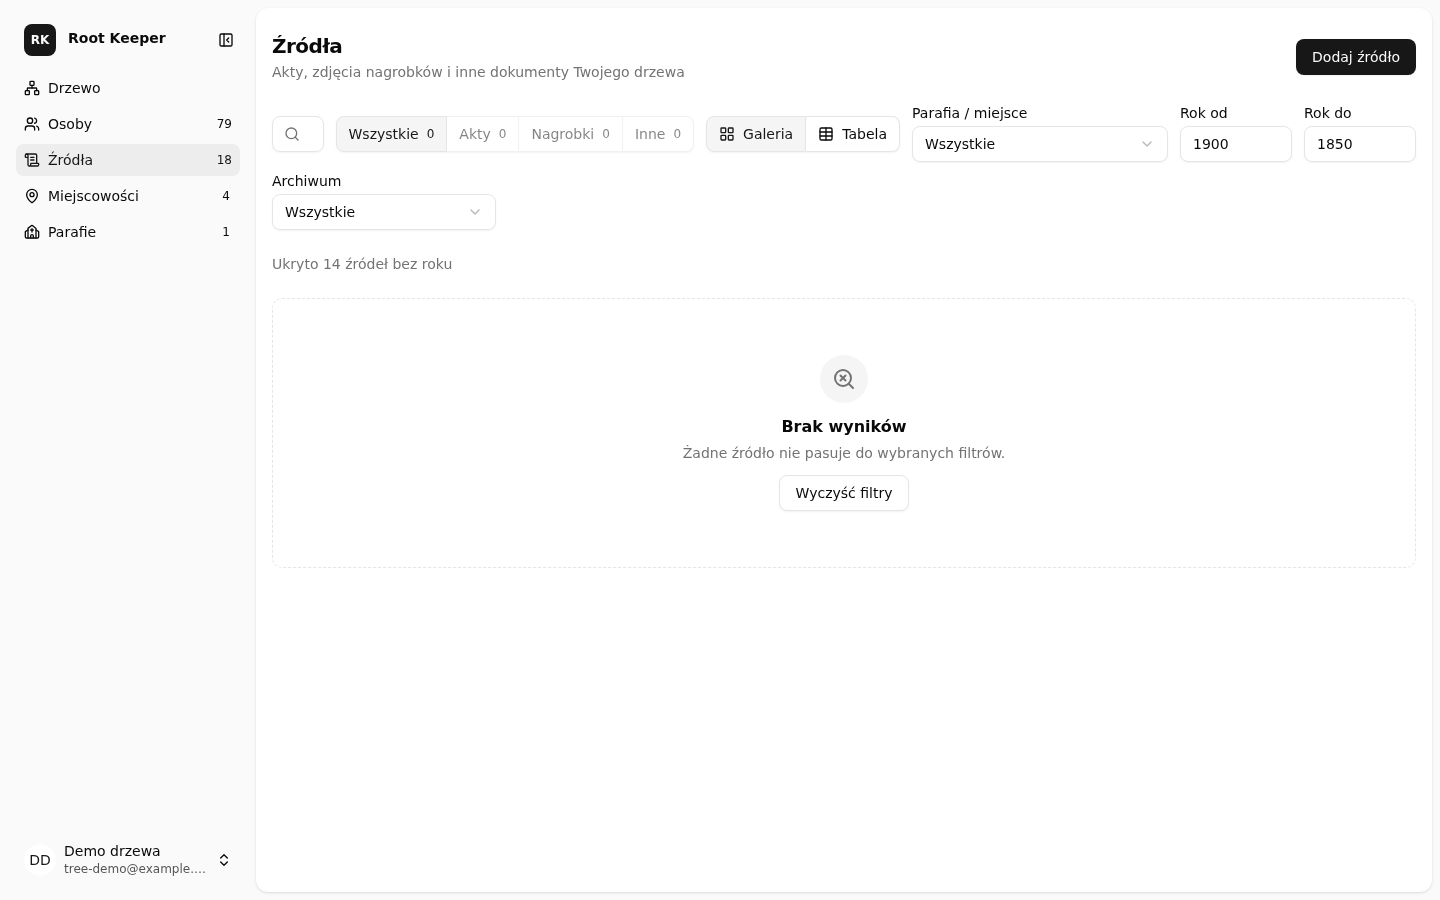 RK Root Keeper
Drzewo
Osoby 79
Źródła 18
Miejscowości 4
Parafie 1
Demo drzewa
DD
tree-demo@example....
Źródła
Akty, zdjęcia nagrobków i inne dokumenty Twojego drzewa
Dodaj źródło
Wszystkie 0 Akty 0 Nagrobki 0 Inne 0
Galeria Tabela
Parafia / miejsce
Wszystkie
Rok od
1900
Rok do
1850
Archiwum
Wszystkie
Ukryto 14 źródeł bez roku
Brak wyników
Żadne źródło nie pasuje do wybranych filtrów.
Wyczyść filtry